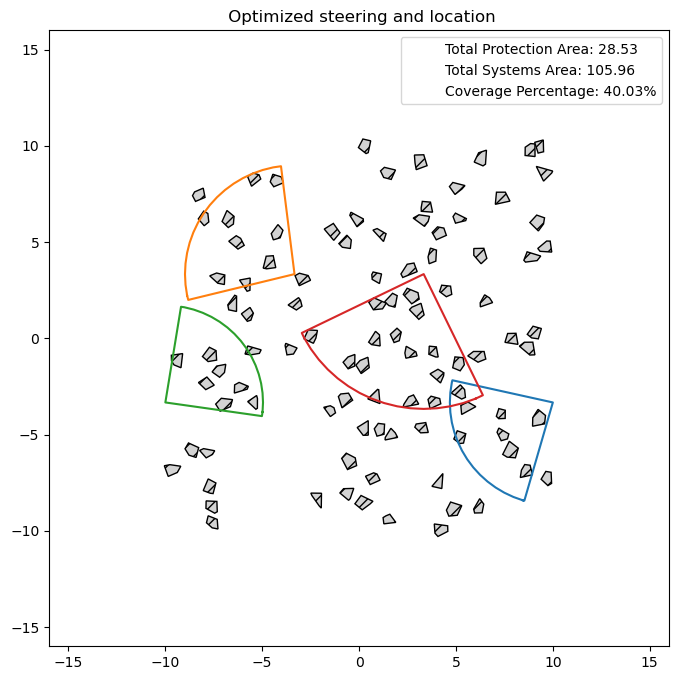 Optimized steering and location
Total Protection Area: 28.53
Total Systems Area: 105.96
Coverage Percentage: 40.03%
15
10
5
0
−5
−10
−15
−15 −10 −5 0 5 10 15